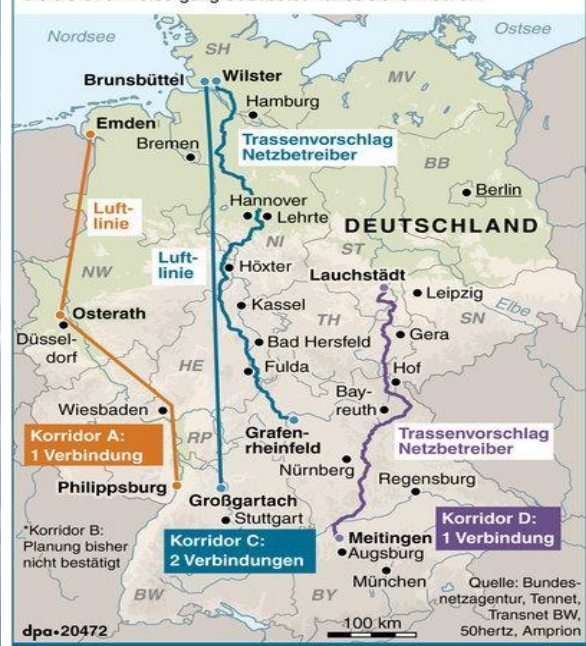 Nordsee
Ostsee
SH
Brunsbüttel
Wilster
MV
Hamburg
Emden
Bremen
Trassenvorschlag
Netzbetreiber
BB
Berlin
Luft-
linie
Hannover
Lehrte
DEUTSCHLAND
NI
ST
Luft-
linie
NW
Höxter
Lauchstädt
Leipzig
Elbe
Osterath
Kassel
TH
SN
Düssel-
dorf
Bad Hersfeld
Gera
HE
Fulda
Hof
Wiesbaden
Bay-
reuth
Korridor A:
1 Verbindung
RP
Grafen-
rheinfeld
Trassenvorschlag
Netzbetreiber
Nürnberg
Philippsburg
Großgartach
Regensburg
Stuttgart
*Korridor B:
Planung bisher
nicht bestätigt
Korridor C:
2 Verbindungen
Meitingen
Korridor D:
1 Verbindung
Augsburg
München
BW
BY
Quelle: Bundes-
netzagentur, Tennet,
Transnet BW,
50hertz, Amprion
100 km
dpa•20472